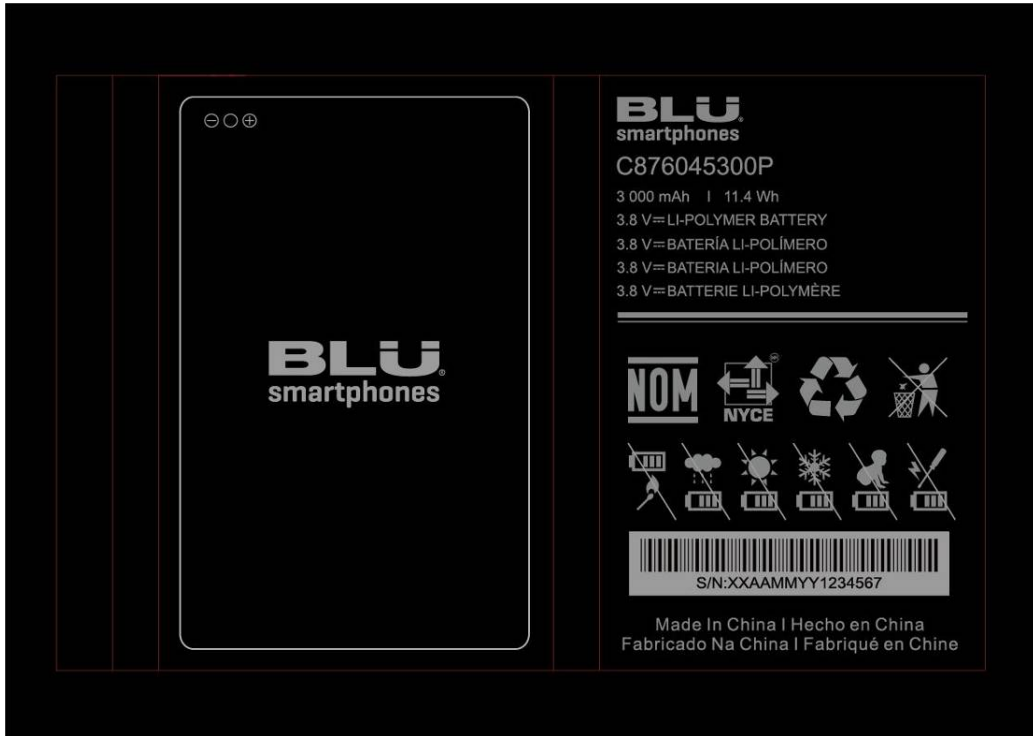 BLU®
smartphones
BLU®
smartphones
C876045300P
3 000 mAh I 11.4 Wh
3.8 V⎓LI-POLYMER BATTERY
3.8 V⎓BATERÍA LI-POLÍMERO
3.8 V⎓BATERIA LI-POLÍMERO
3.8 V⎓BATTERIE LI-POLYMÈRE
NOM
NYCE
S/N:XXAAMMYY1234567
Made In China I Hecho en China
Fabricado Na China I Fabriqué en Chine